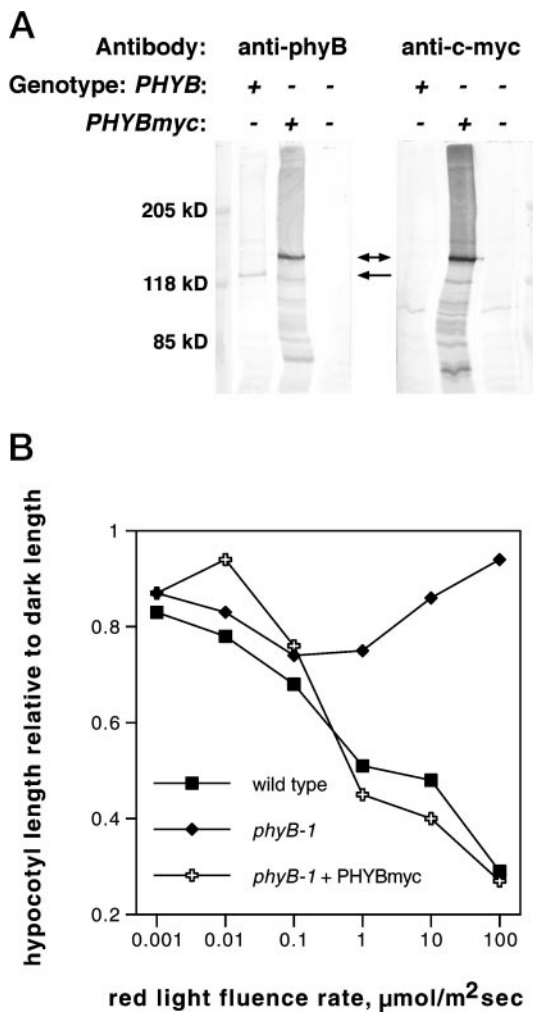 A
Antibody: anti-phyB anti-c-myc
Genotype: PHYB: + - - + - -
PHYBmyc: - + - - + -
205 kD
118 kD
85 kD
B
hypocotyl length relative to dark length
1
0.8
0.6
0.4
0.2
wild type
phyB-1
phyB-1 + PHYBmyc
0.001 0.01 0.1 1 10 100
red light fluence rate, µmol/m²sec